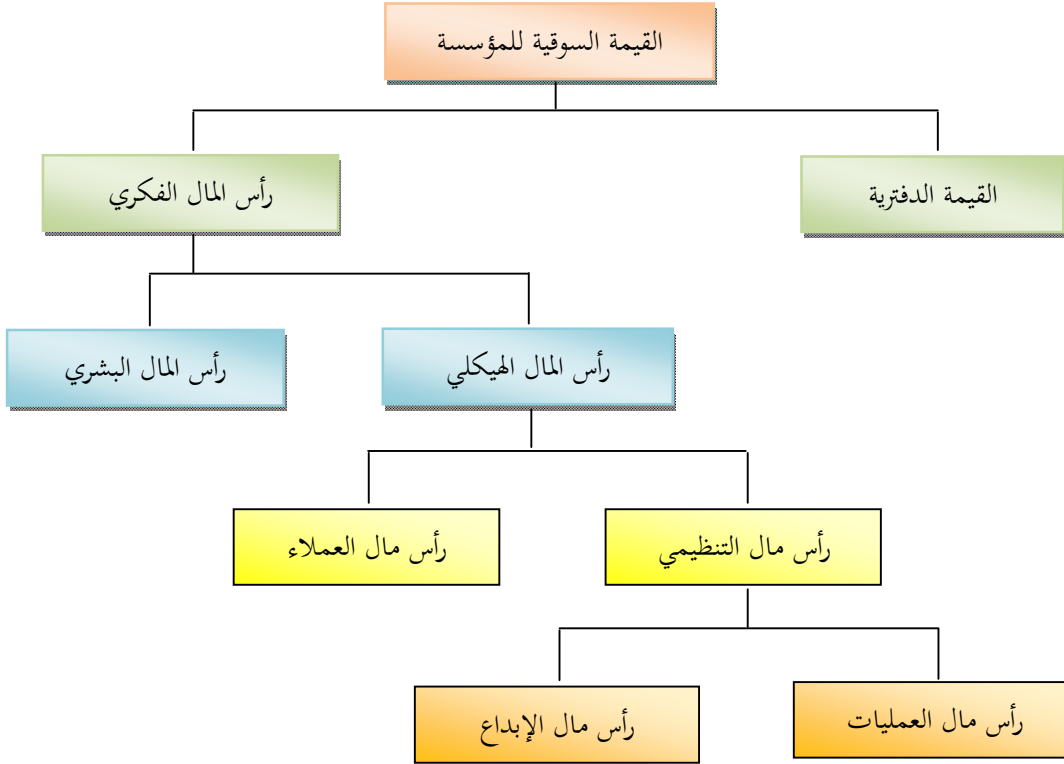 القيمة السوقية للمؤسسة
القيمة الدفترية
رأس المال الفكري
رأس المال الهيكلي
رأس المال البشري
رأس مال التنظيمي
رأس مال العملاء
رأس مال العمليات
رأس مال الإبداع